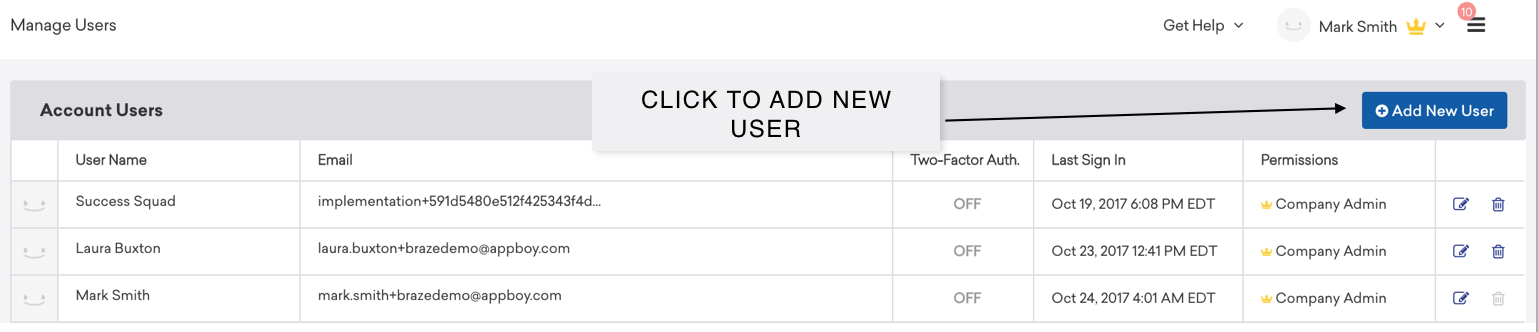 Manage Users
Get Help
Mark Smith
10
Account Users
CLICK TO ADD NEW
USER
Add New User
User Name Email Two-Factor Auth. Last Sign In Permissions
Success Squad implementation+591d5480e512f425343f4d... OFF Oct 19, 2017 6:08 PM EDT Company Admin
Laura Buxton laura.buxton+brazedemo@appboy.com OFF Oct 23, 2017 12:41 PM EDT Company Admin
Mark Smith mark.smith+brazedemo@appboy.com OFF Oct 24, 2017 4:01 AM EDT Company Admin